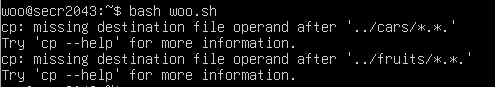 woo@secr2043:~$ bash woo.sh
cp: missing destination file operand after '../cars/*.*.'
Try 'cp --help' for more information.
cp: missing destination file operand after '../fruits/*.*.'
Try 'cp --help' for more information.